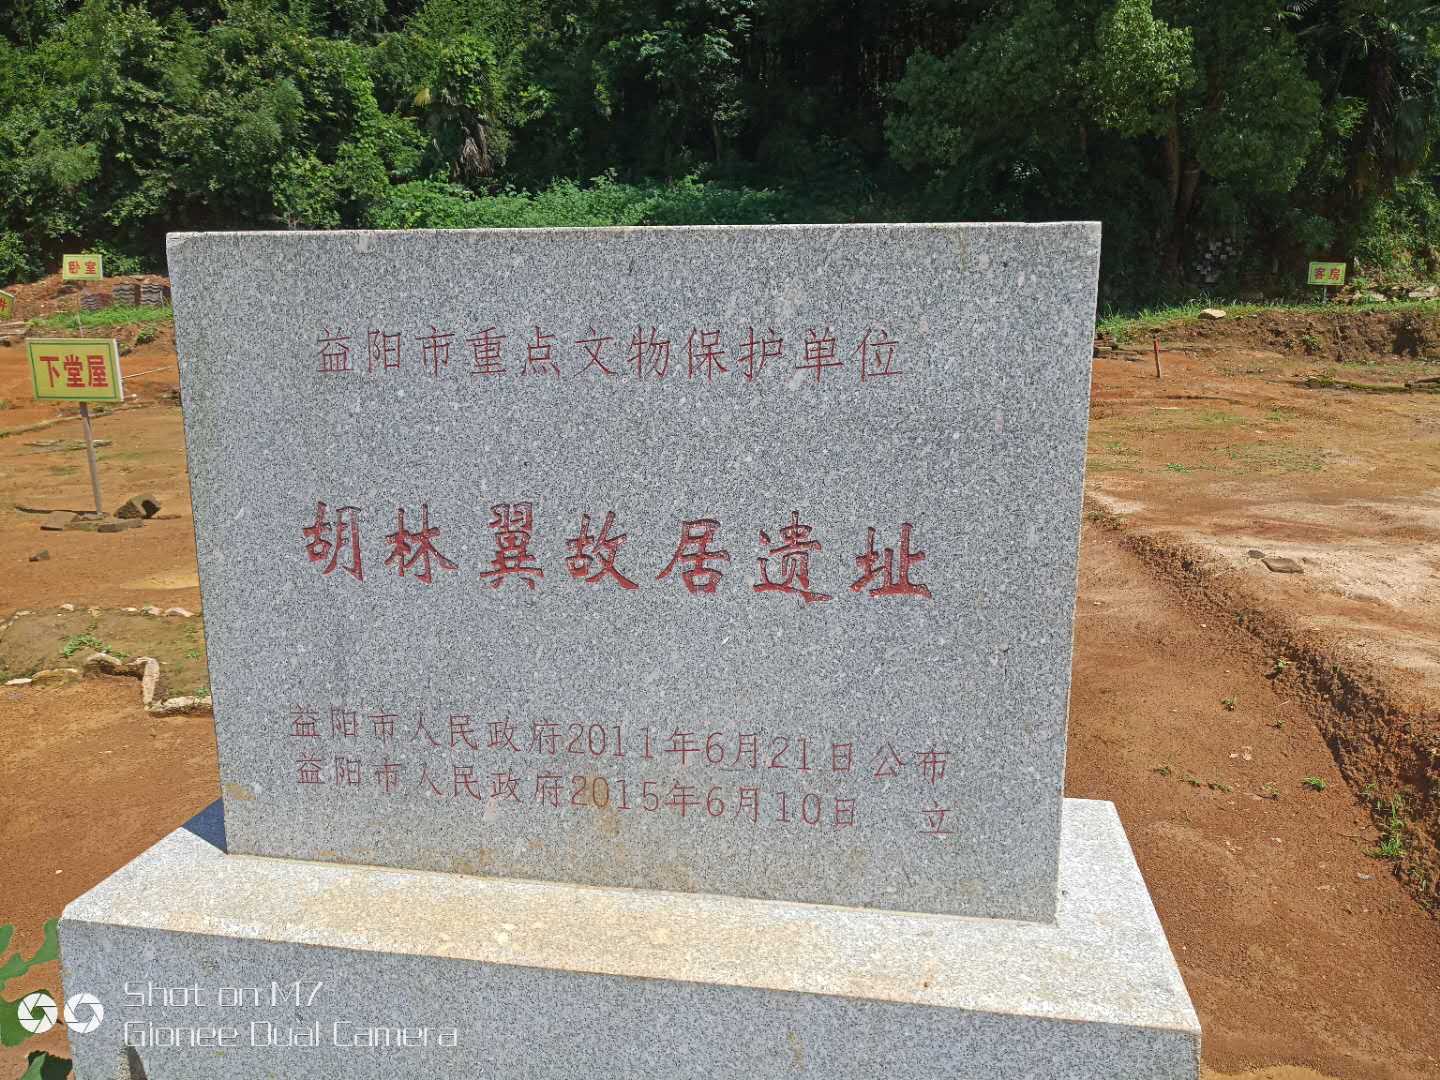 益阳市重点文物保护单位
胡林翼故居遗址
益阳市人民政府2011年6月21日公布
益阳市人民政府2015年6月10日 立
下堂屋
客房
Shot on M7
Gionee Dual Camera